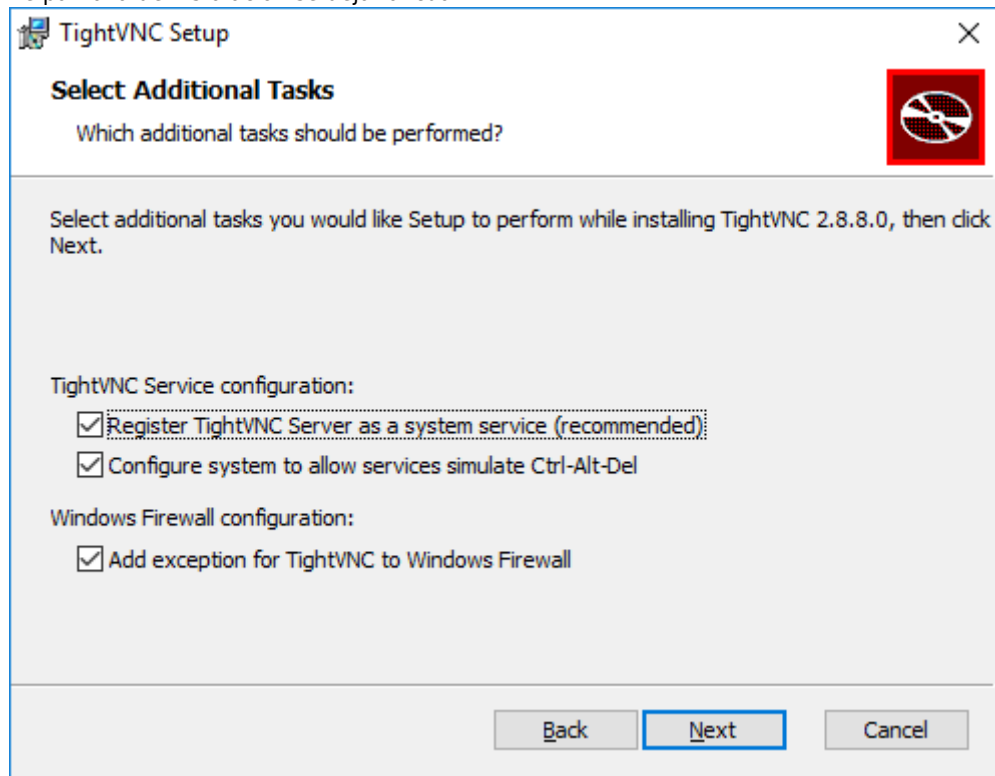 TightVNC Setup
Select Additional Tasks
Which additional tasks should be performed?
Select additional tasks you would like Setup to perform while installing TightVNC 2.8.8.0, then click
Next.
TightVNC Service configuration:
Register TightVNC Server as a system service (recommended)
Configure system to allow services simulate Ctrl-Alt-Del
Windows Firewall configuration:
Add exception for TightVNC to Windows Firewall
Back Next Cancel